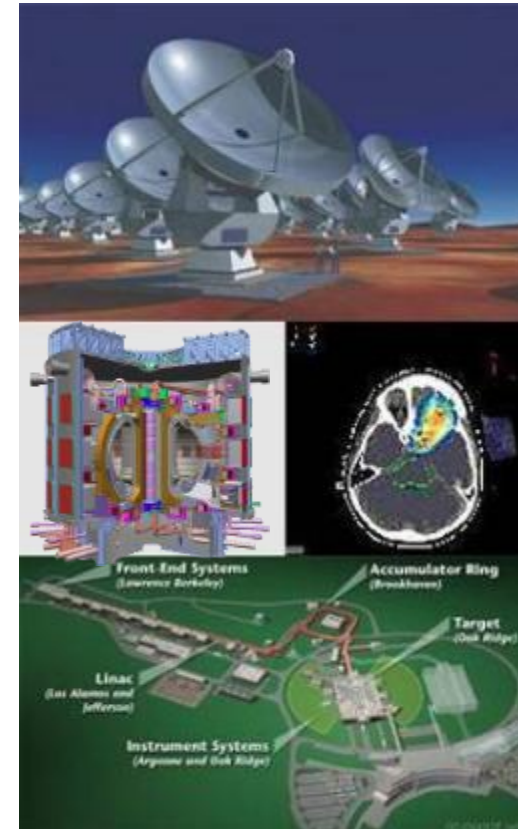 Front-End Systems
(Lawrence Berkeley)
Accumulator Ring
(Brookhaven)
Target
(Oak Ridge)
Linac
(Los Alamos and
Jefferson)
Instrument Systems
(Argonne and Oak Ridge)